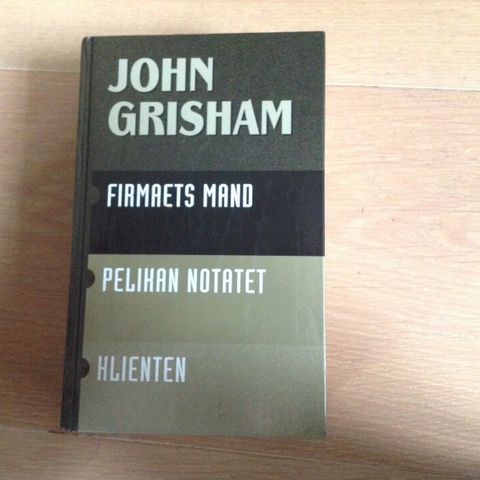 JOHN
GRISHAM
FIRMAETS MAND
PELIKAN NOTATET
KLIENTEN